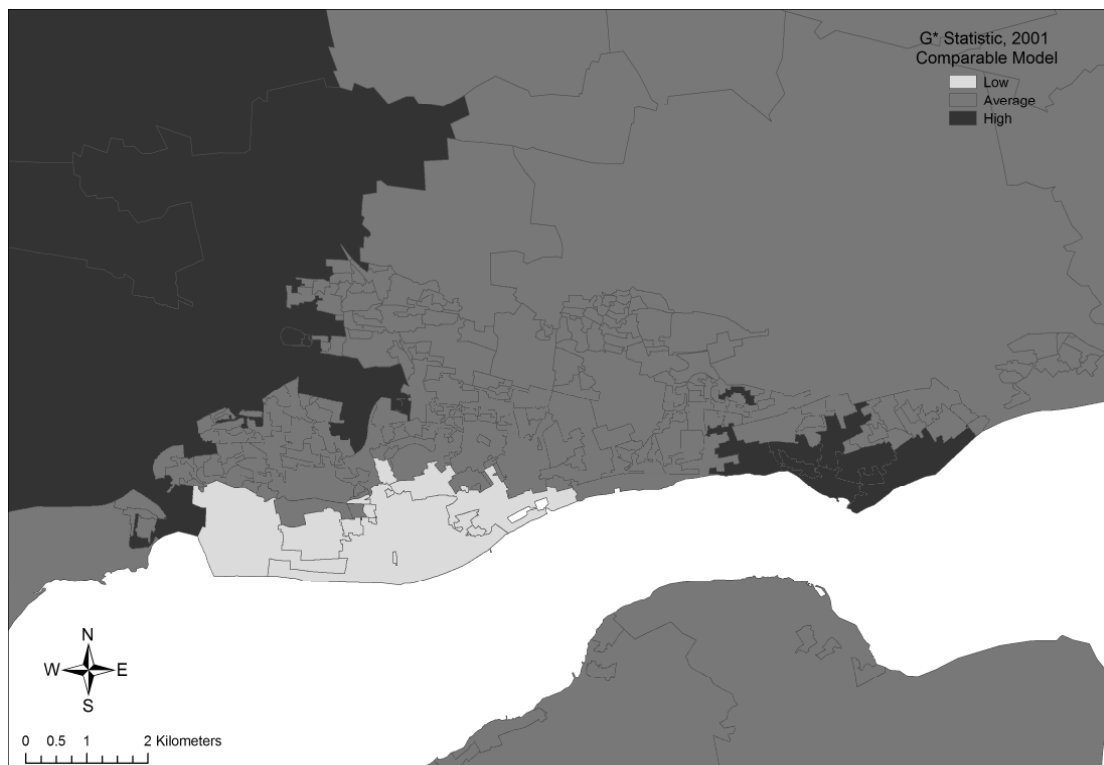 G* Statistic, 2001
Comparable Model
Low
Average
High
N
W E
S
0 0.5 1 2 Kilometers